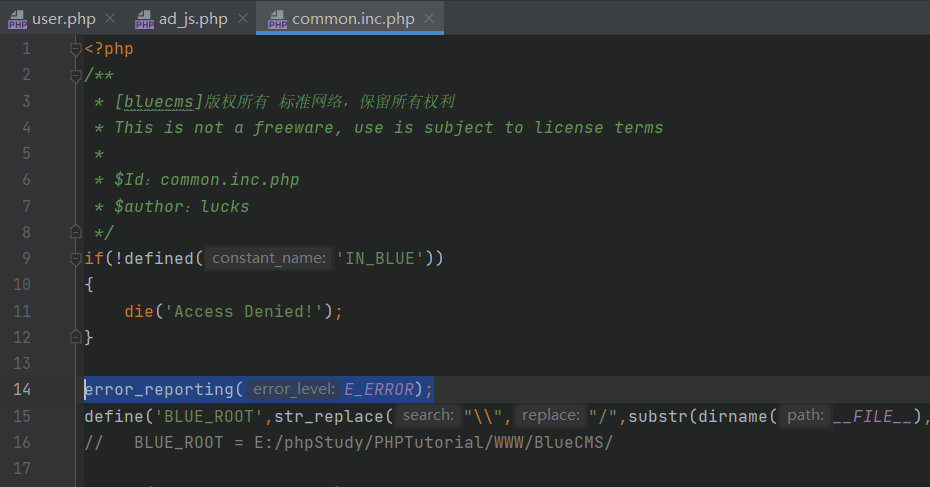 user.php × ad_js.php × common.inc.php ×
1 <?php
2 /**
3 * [bluecms]版权所有 标准网络，保留所有权利
4 * This is not a freeware, use is subject to license terms
5 *
6 * $Id：common.inc.php
7 * $author：lucks
8 */
9 if(!defined( constant_name: 'IN_BLUE'))
10 {
11 die('Access Denied!');
12 }
13
14 error_reporting( error_level: E_ERROR);
15 define('BLUE_ROOT',str_replace( search: "\\", replace: "/",substr(dirname( path: __FILE__),
16 // BLUE_ROOT = E:/phpStudy/PHPTutorial/WWW/BlueCMS/
17